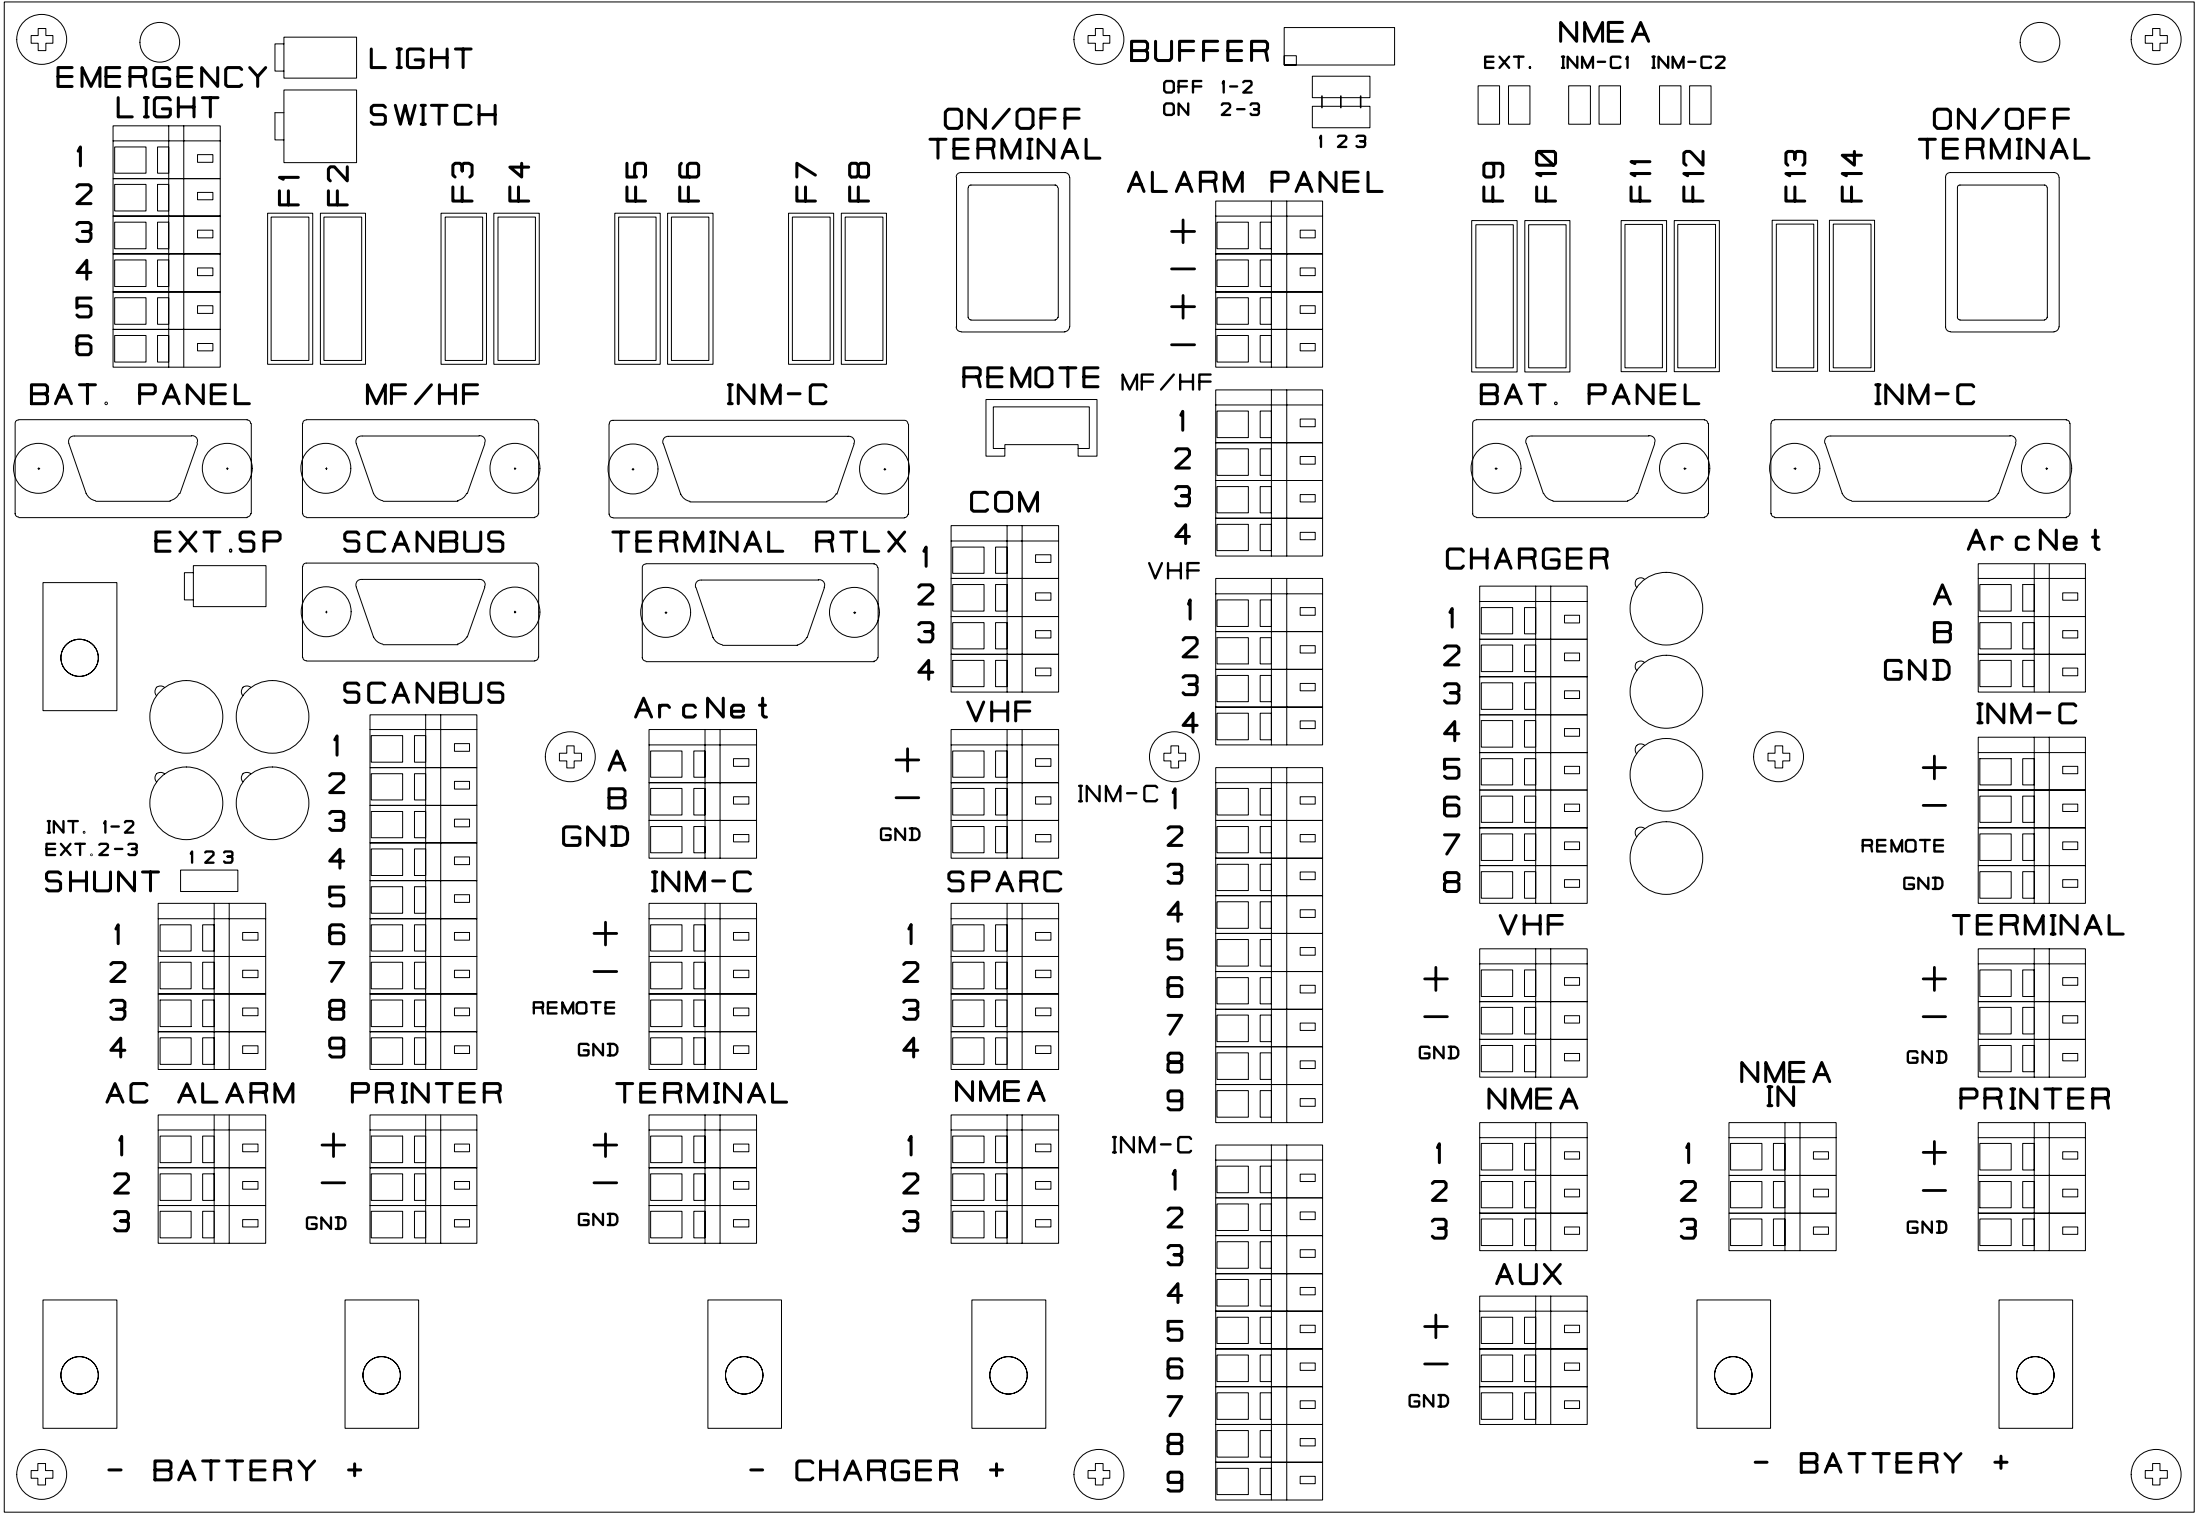 EMERGENCY
LIGHT
1
2
3
4
5
6
LIGHT
SWITCH
F1 F2 F3 F4 F5 F6 F7 F8
ON/OFF
TERMINAL
BUFFER
OFF 1-2
ON 2-3
1 2 3
NMEA
EXT. INM-C1 INM-C2
F9 F10 F11 F12 F13 F14
ON/OFF
TERMINAL
BAT. PANEL
MF/HF
INM-C
REMOTE
EXT.SP
SCANBUS
TERMINAL RTLX
COM
1
2
3
4
SCANBUS
1
2
3
4
5
6
7
8
9
ArcNet
A
B
GND
VHF
+
-
GND
INT. 1-2
EXT.2-3
1 2 3
SHUNT
1
2
3
4
INM-C
+
-
REMOTE
GND
SPARC
1
2
3
4
AC ALARM
1
2
3
PRINTER
+
-
GND
TERMINAL
+
-
GND
NMEA
1
2
3
- BATTERY +
- CHARGER +
ALARM PANEL
+
-
+
-
MF/HF
1
2
3
4
VHF
1
2
3
4
INM-C
1
2
3
4
5
6
7
8
9
INM-C
1
2
3
4
5
6
7
8
9
BAT. PANEL
INM-C
CHARGER
1
2
3
4
5
6
7
8
ArcNet
A
B
GND
INM-C
+
-
REMOTE
GND
VHF
+
-
GND
TERMINAL
+
-
GND
NMEA
1
2
3
NMEA
IN
1
2
3
PRINTER
+
-
GND
AUX
+
-
GND
- BATTERY +